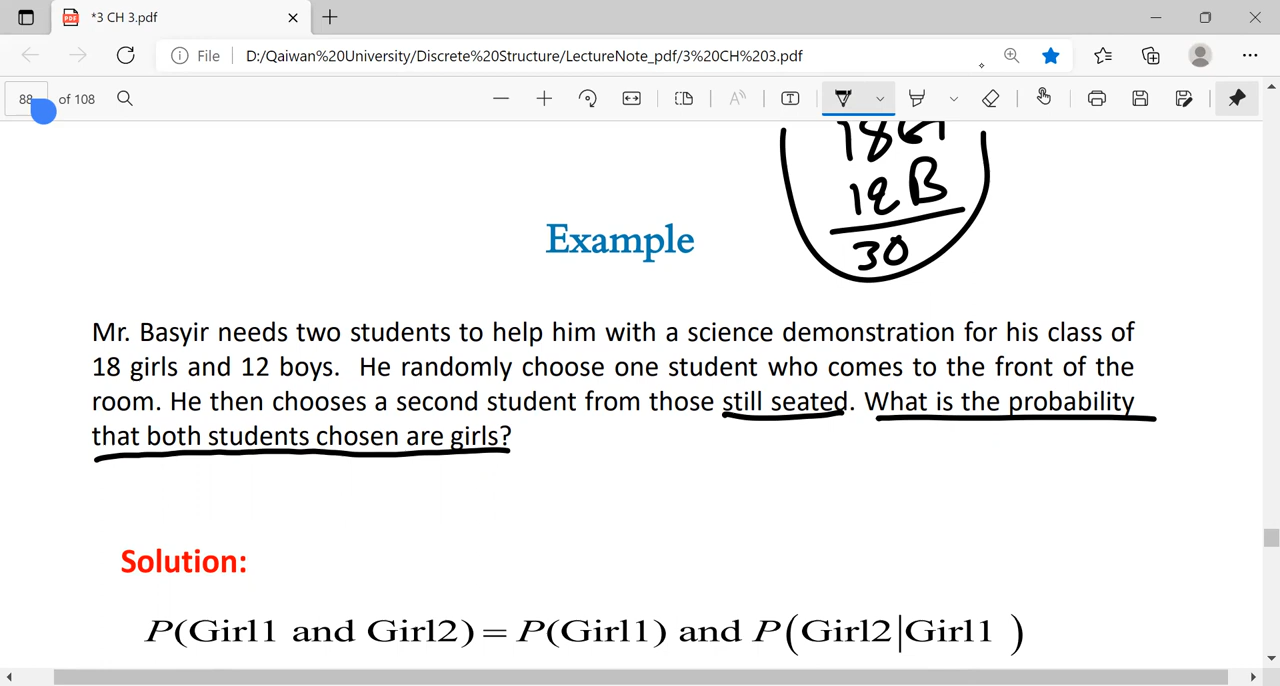 *3 CH 3.pdf
File D:/Qaiwan%20University/Discrete%20Structure/LectureNote_pdf/3%20CH%203.pdf
88 of 108
18G
12B
30
Example
Mr. Basyir needs two students to help him with a science demonstration for his class of
18 girls and 12 boys. He randomly choose one student who comes to the front of the
room. He then chooses a second student from those still seated. What is the probability
that both students chosen are girls?
Solution:
P(Girl1 and Girl2) = P(Girl1) and P(Girl2|Girl1 )